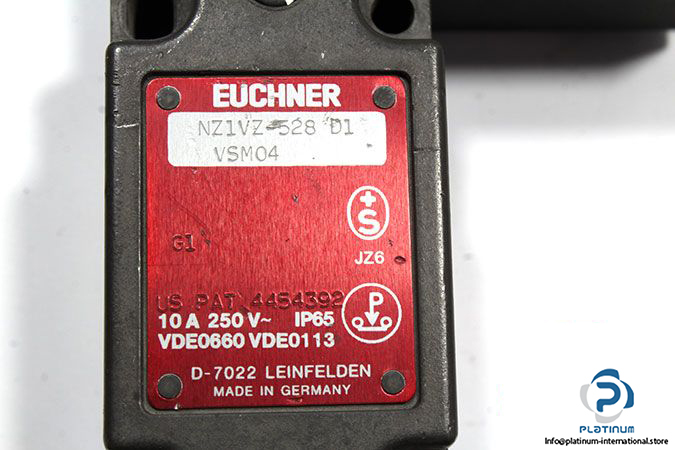 EUCHNER
NZ1VZ-528 D1
VSM04
+
S
JZ6
G1
US PAT 4454392
10 A 250 V~ IP65
P
VDE0660 VDE0113
D-7022 LEINFELDEN
MADE IN GERMANY
PLATINUM
info@platinum-international.store